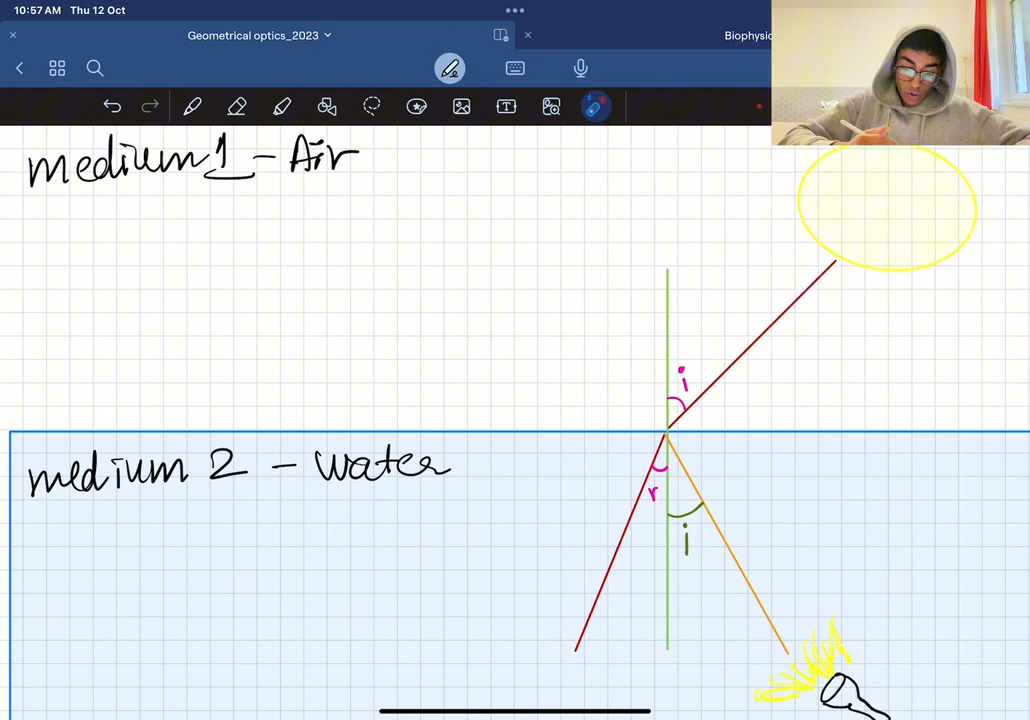 10:57 AM Thu 12 Oct
Geometrical optics_2023
Biophysic
medium 1 - Air
i
medium 2 - water
r
i